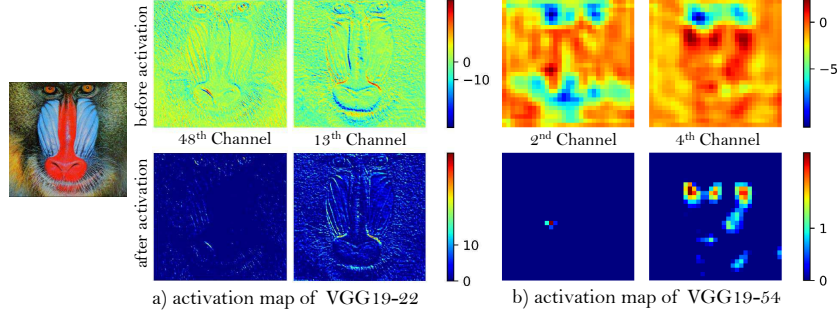 before activation
0
−10
0
−5
48th Channel
13th Channel
2nd Channel
4th Channel
after activation
10
0
1
0
a) activation map of VGG19-22
b) activation map of VGG19-54